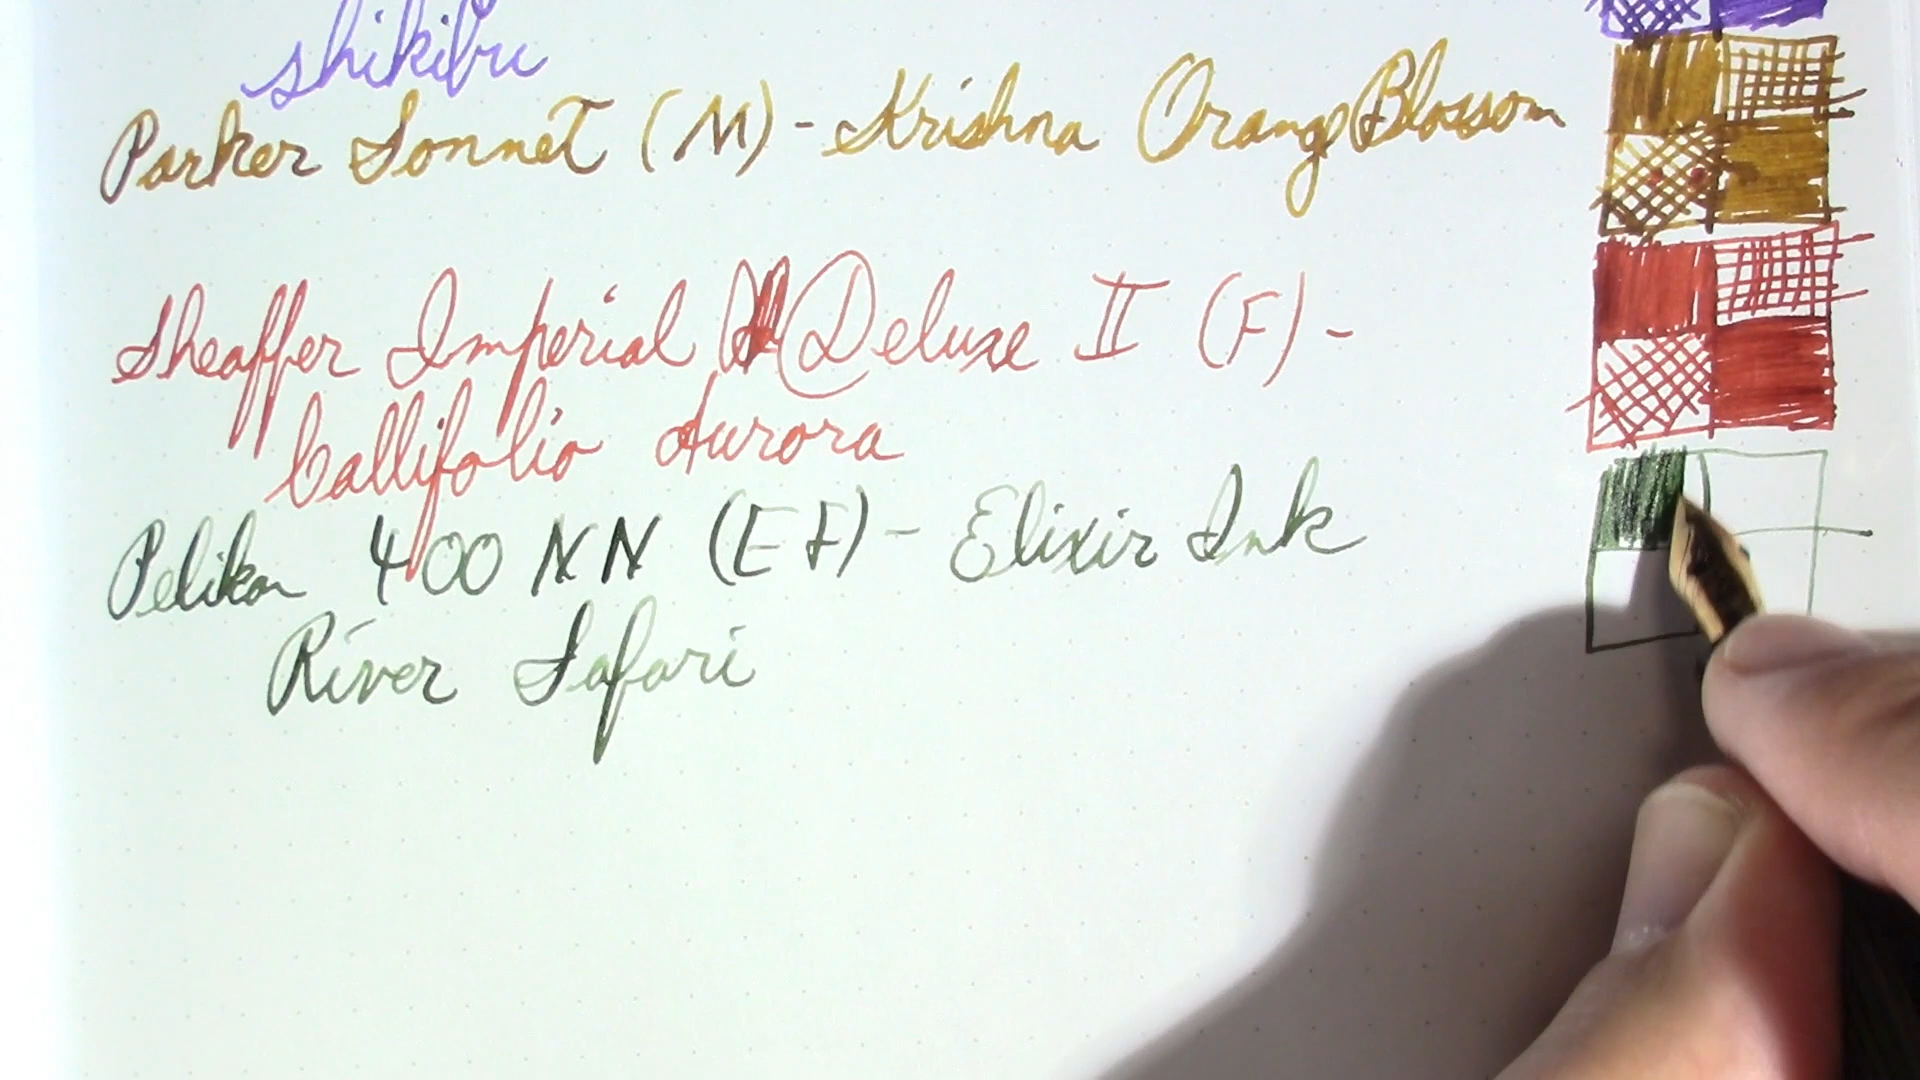 shikibu
Parker Sonnet (M) - Krishna Orang Blossom
Sheaffer Imperial Deluxe II (F) -
Callifolio Aurora
Pelikan 400 NN (EF) - Elixir Ink
River Safari